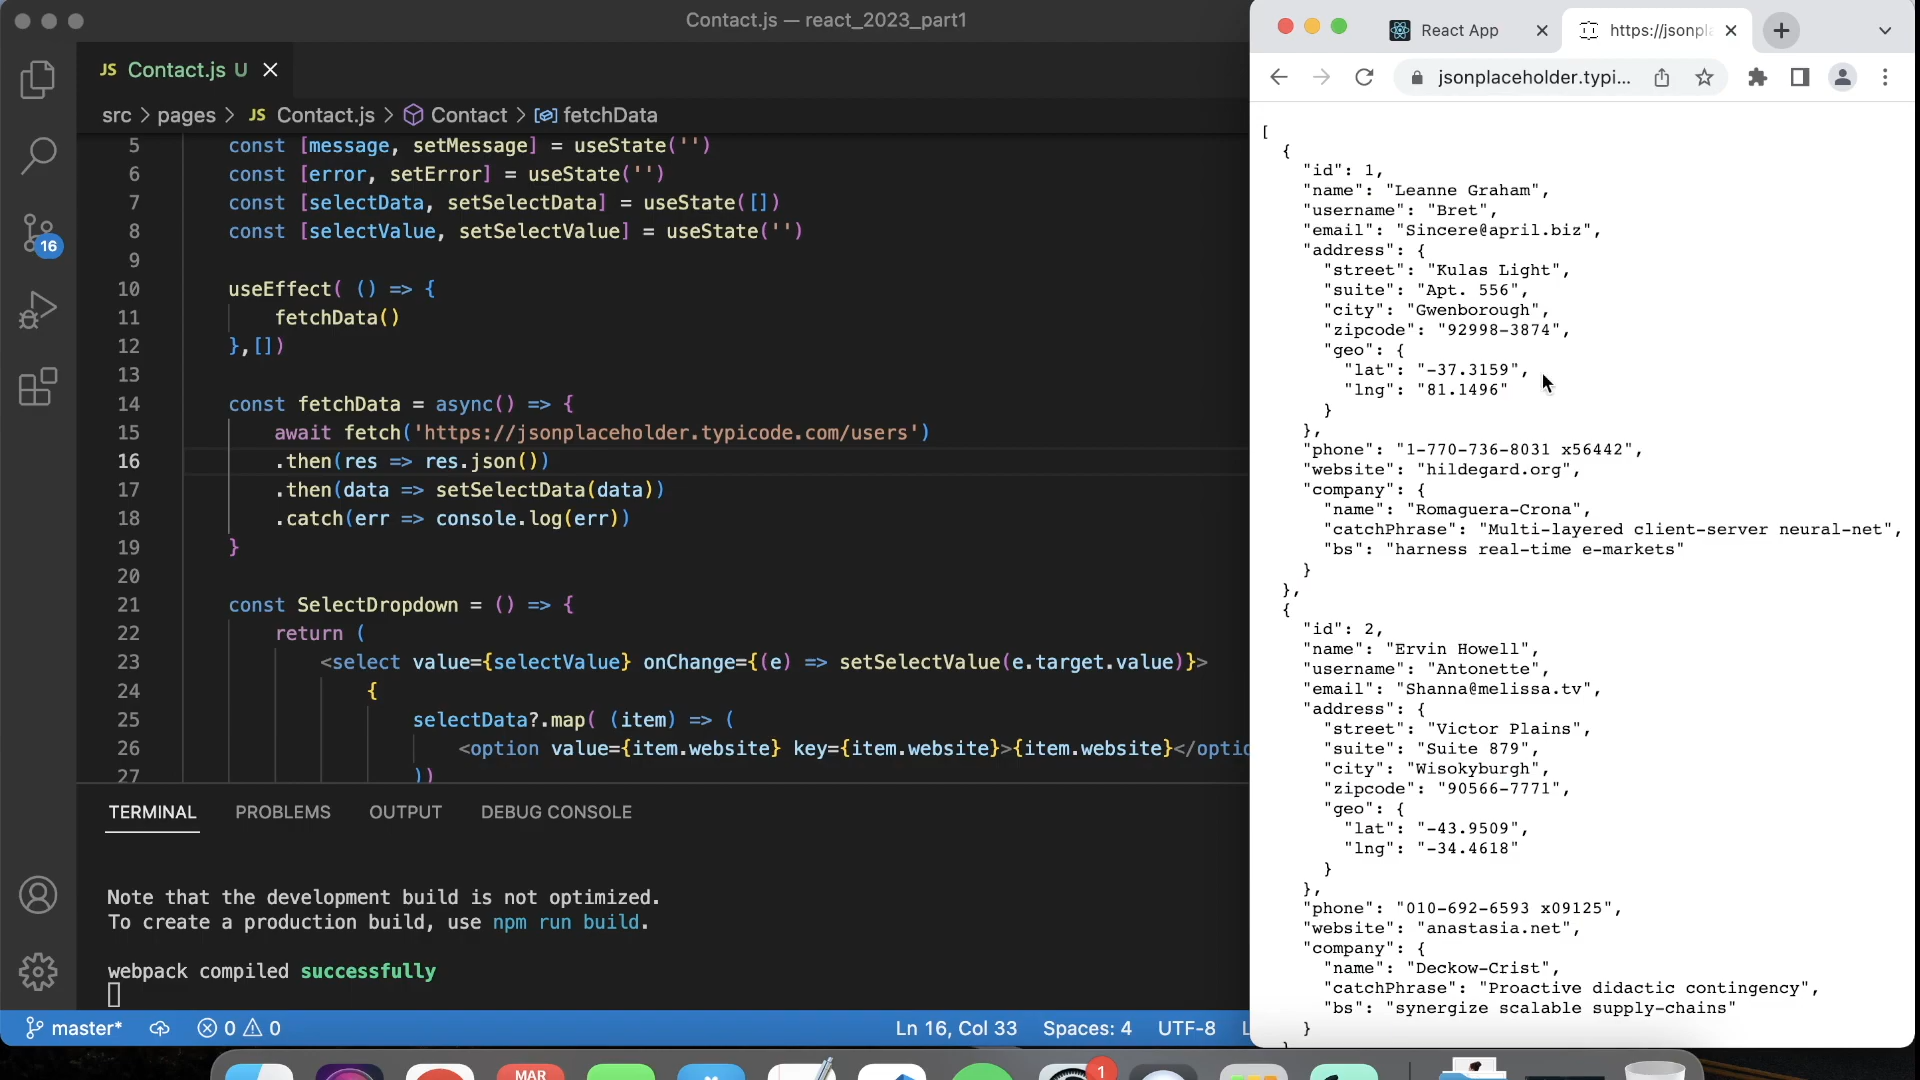 Contact.js — react_2023_part1
JS Contact.js U
src > pages > JS Contact.js > Contact > fetchData
5 const [message, setMessage] = useState('')
6 const [error, setError] = useState('')
7 const [selectData, setSelectData] = useState([])
8 const [selectValue, setSelectValue] = useState('')
9
10 useEffect( () => {
11 fetchData()
12 },[])
13
14 const fetchData = async() => {
15 await fetch('https://jsonplaceholder.typicode.com/users')
16 .then(res => res.json())
17 .then(data => setSelectData(data))
18 .catch(err => console.log(err))
19 }
20
21 const SelectDropdown = () => {
22 return (
23 <select value={selectValue} onChange={(e) => setSelectValue(e.target.value)}>
24 {
25 selectData?.map( (item) => (
26 <option value={item.website} key={item.website}>{item.website}</optio
27 ))
16
TERMINAL PROBLEMS OUTPUT DEBUG CONSOLE
Note that the development build is not optimized.
To create a production build, use npm run build.
webpack compiled successfully
master* 0 0 Ln 16, Col 33 Spaces: 4 UTF-8 L
React App https://jsonpla
jsonplaceholder.typi...
[
{
"id": 1,
"name": "Leanne Graham",
"username": "Bret",
"email": "Sincere@april.biz",
"address": {
"street": "Kulas Light",
"suite": "Apt. 556",
"city": "Gwenborough",
"zipcode": "92998-3874",
"geo": {
"lat": "-37.3159",
"lng": "81.1496"
}
},
"phone": "1-770-736-8031 x56442",
"website": "hildegard.org",
"company": {
"name": "Romaguera-Crona",
"catchPhrase": "Multi-layered client-server neural-net",
"bs": "harness real-time e-markets"
}
},
{
"id": 2,
"name": "Ervin Howell",
"username": "Antonette",
"email": "Shanna@melissa.tv",
"address": {
"street": "Victor Plains",
"suite": "Suite 879",
"city": "Wisokyburgh",
"zipcode": "90566-7771",
"geo": {
"lat": "-43.9509",
"lng": "-34.4618"
}
},
"phone": "010-692-6593 x09125",
"website": "anastasia.net",
"company": {
"name": "Deckow-Crist",
"catchPhrase": "Proactive didactic contingency",
"bs": "synergize scalable supply-chains"
}
MAR
1